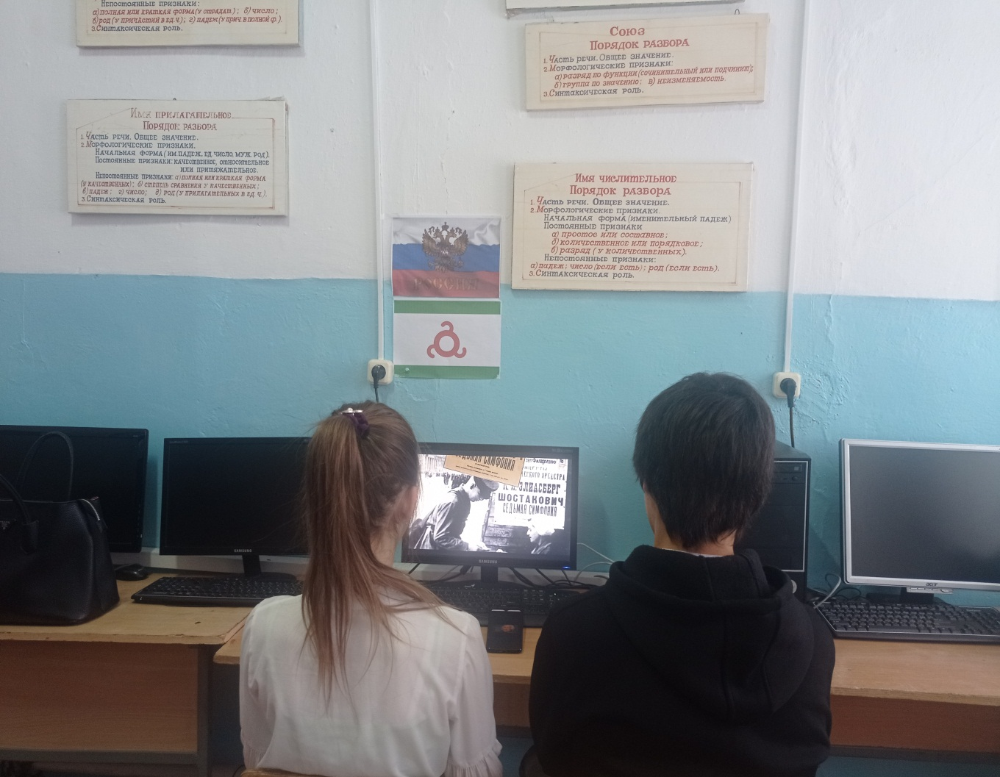 Непостоянные признаки:
а) полная или краткая форма (у страдат.); б) число;
в) род (у причастий в ед. ч.); г) падеж (у прич. в полной ф.).
3. Синтаксическая роль.
Союз
Порядок разбора
1. Часть речи. Общее значение.
2. Морфологические признаки:
а) разряд по функции (сочинительный или подчинит.);
б) группа по значению; в) неизменяемость.
3. Синтаксическая роль.
Имя прилагательное
Порядок разбора
1. Часть речи. Общее значение.
2. Морфологические признаки.
Начальная форма (им. падеж, ед. число, муж. род).
Постоянные признаки: качественное, относительное
или притяжательное.
Непостоянные признаки: а) полная или краткая форма
(у качественных); б) степень сравнения у качественных;
в) падеж; г) число; д) род (у прилагательных в ед. ч.).
3. Синтаксическая роль.
Имя числительное
Порядок разбора
1. Часть речи. Общее значение.
2. Морфологические признаки.
Начальная форма (именительный падеж)
Постоянные признаки
а) простое или составное;
б) количественное или порядковое;
в) разряд (у количественных).
Непостоянные признаки:
а) падеж; число (если есть); род (если есть).
3. Синтаксическая роль.
РОССИЯ
СЕДЬМАЯ СИМФОНИЯ
Филармонии
ОРКЕСТРА
ЭЛИАСБЕРГ
ШОСТАКОВИЧ
СЕДЬМАЯ СИМФОНИЯ
SAMSUNG
SAMSUNG
acer